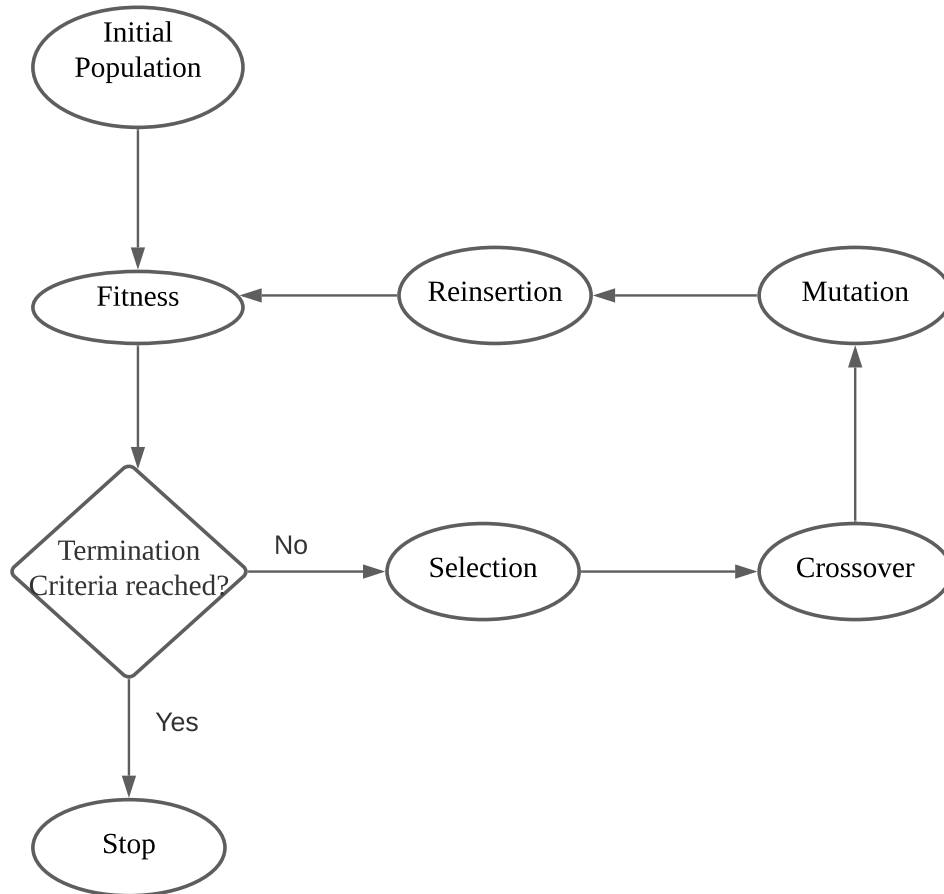 Initial
Population
Fitness
Reinsertion
Mutation
Termination
Criteria reached?
No
Selection
Crossover
Yes
Stop